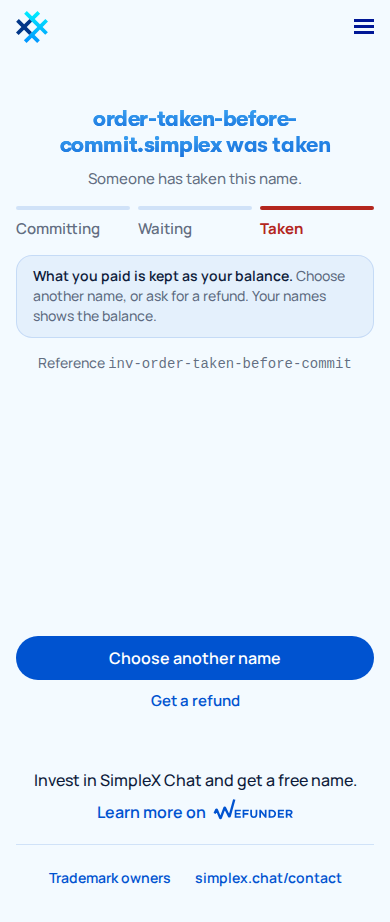 order-taken-before-
commit.simplex was taken
Someone has taken this name.
Committing Waiting Taken
What you paid is kept as your balance. Choose
another name, or ask for a refund. Your names
shows the balance.
Reference inv-order-taken-before-commit
Choose another name
Get a refund
Invest in SimpleX Chat and get a free name.
Learn more on WEFUNDER
Trademark owners simplex.chat/contact